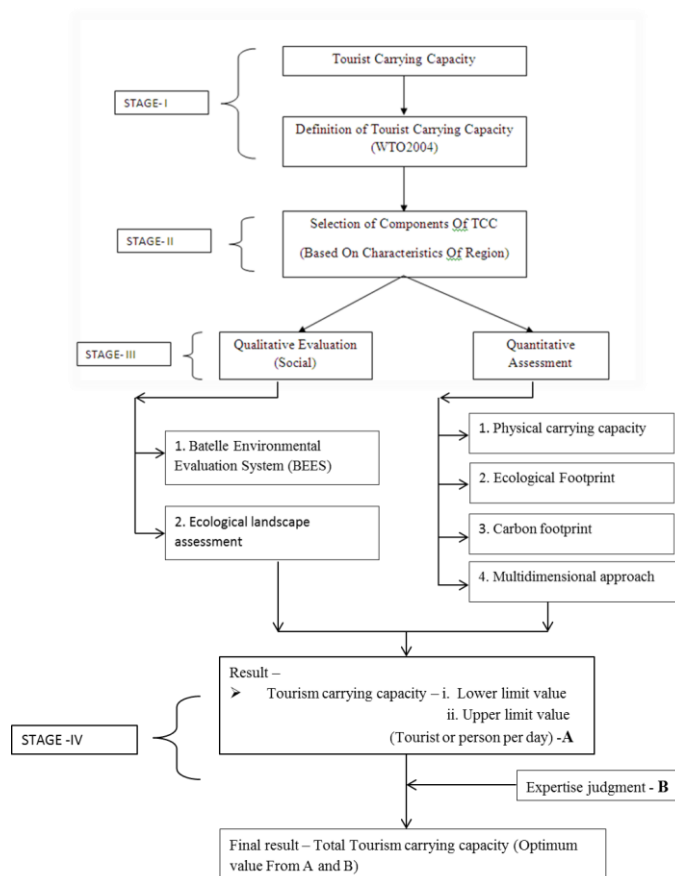 Tourist Carrying Capacity
STAGE- I
Definition of Tourist Carrying Capacity
(WTO2004)
Selection of Components Of TCC
STAGE- II
(Based On Characteristics Of Region)
Qualitative Evaluation
(Social)
Quantitative
Assessment
STAGE- III
1. Batelle Environmental
Evaluation System (BEES)
2. Ecological landscape
assessment
1. Physical carrying capacity
2. Ecological Footprint
3. Carbon footprint
4. Multidimensional approach
Result –
➤ Tourism carrying capacity – i. Lower limit value
ii. Upper limit value
(Tourist or person per day) -A
STAGE -IV
Expertise judgment - B
Final result – Total Tourism carrying capacity (Optimum
value From A and B)